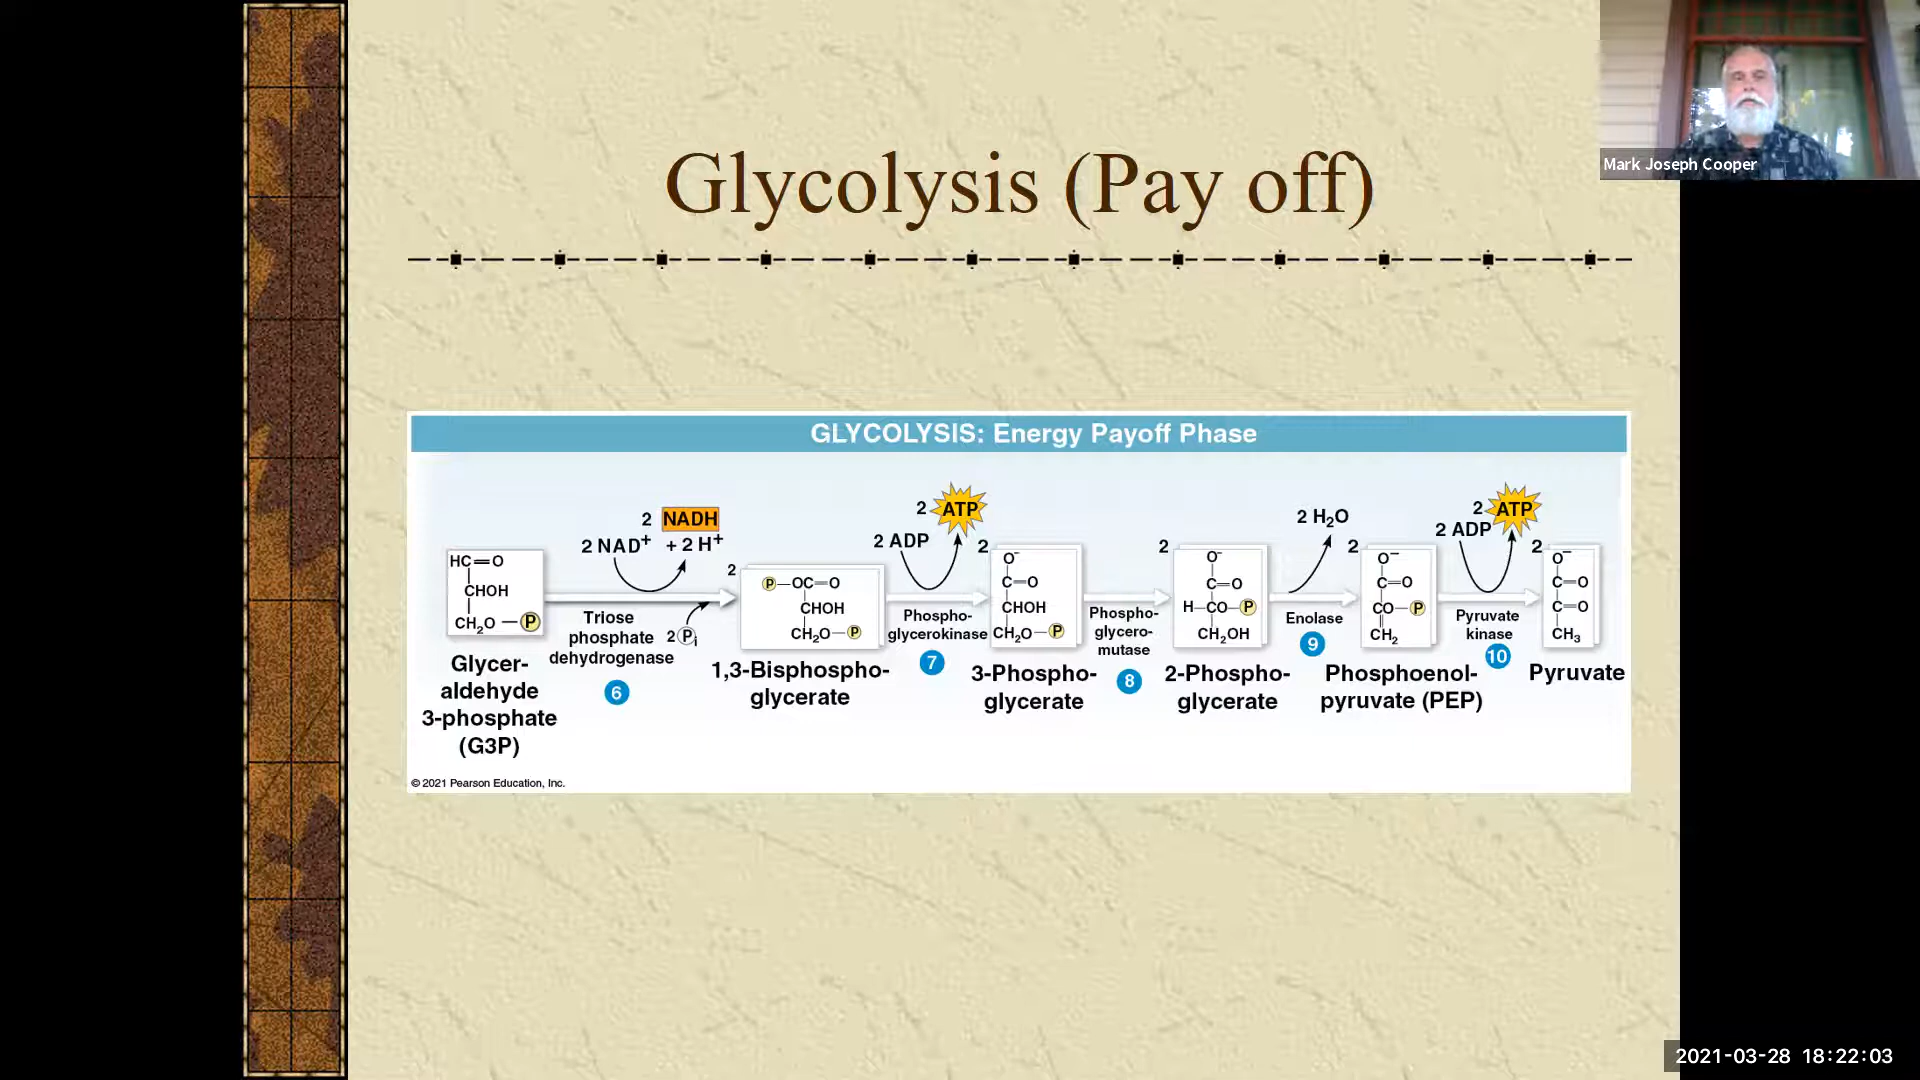 Mark Joseph Cooper
Glycolysis (Pay off)
GLYCOLYSIS: Energy Payoff Phase
HC=O
CHOH
CH₂O—P
Glycer-
aldehyde
3-phosphate
(G3P)
2 NAD⁺
2 NADH
+ 2 H⁺
Triose
phosphate
dehydrogenase
2 Pi
6
2
P—OC=O
CHOH
CH₂O—P
1,3-Bisphospho-
glycerate
2 ADP
2 ATP
Phospho-
glycerokinase
7
2
O⁻
C=O
CHOH
CH₂O—P
3-Phospho-
glycerate
Phospho-
glycero-
mutase
8
2
O⁻
C=O
H—CO—P
CH₂OH
2-Phospho-
glycerate
2 H₂O
Enolase
9
2
O⁻
C=O
CO—P
CH₂
Phosphoenol-
pyruvate (PEP)
2 ADP
2 ATP
Pyruvate
kinase
10
2
O⁻
C=O
C=O
CH₃
Pyruvate
© 2021 Pearson Education, Inc.
2021-03-28 18:22:03